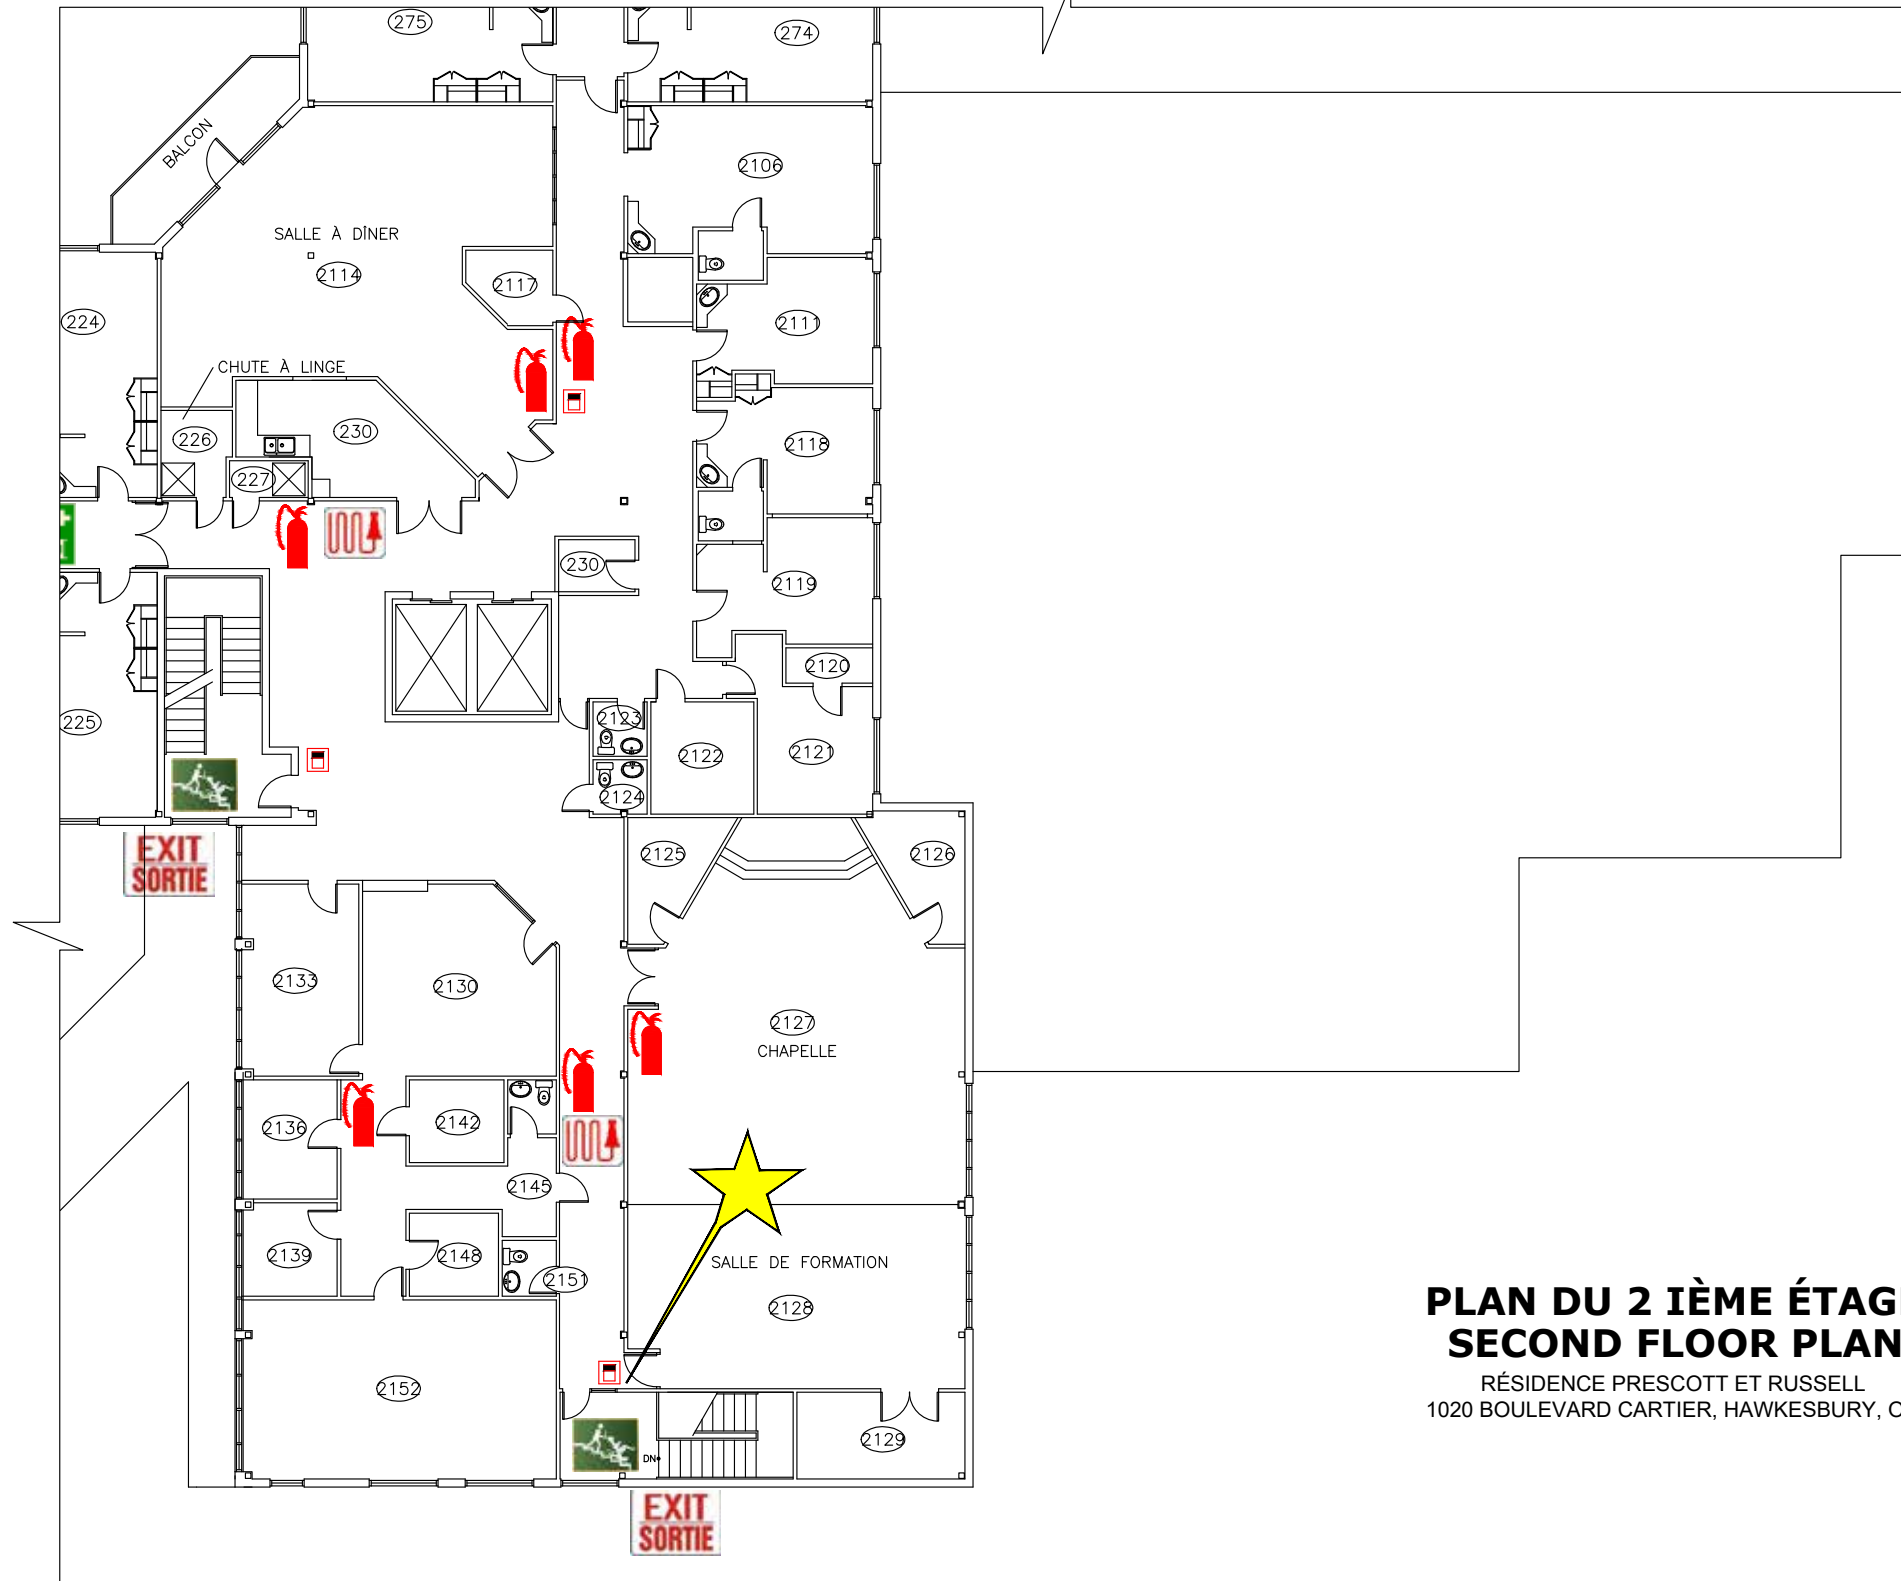 275
274
BALCON
2106
SALLE À DÎNER
2114
2117
224
2111
CHUTE À LINGE
226
230
2118
227
230
2119
2120
225
2123
2122
2121
2124
EXIT
SORTIE
2125
2126
2133
2130
2127
CHAPELLE
2136
2142
2145
2139
2148
2151
SALLE DE FORMATION
2128
2152
2129
DN
EXIT
SORTIE
PLAN DU 2 IÈME ÉTAG
SECOND FLOOR PLAN
RÉSIDENCE PRESCOTT ET RUSSELL
1020 BOULEVARD CARTIER, HAWKESBURY,